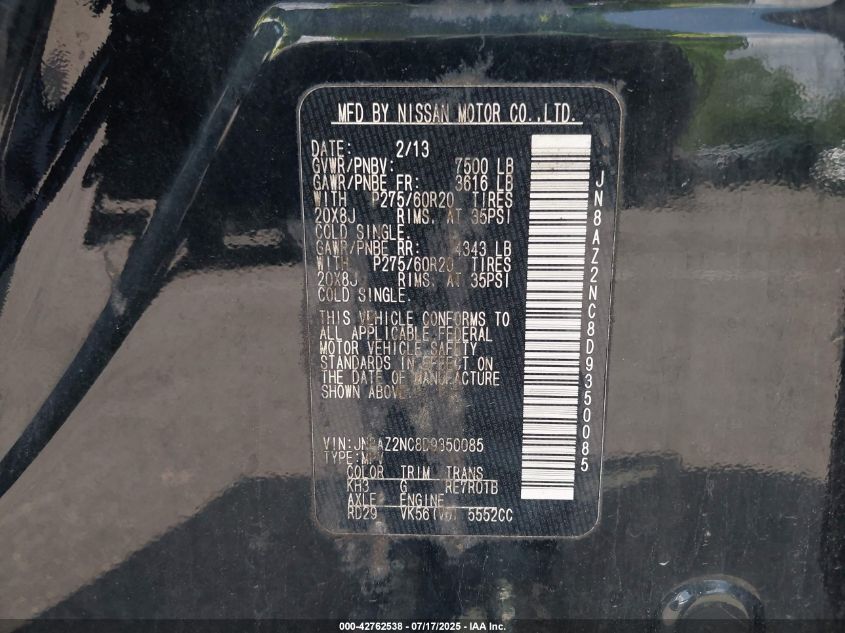 MFD BY NISSAN MOTOR CO.,LTD.
DATE: 2/13
GVWR/PNBV: 7500 LB
GAWR/PNBE FR: 3616 LB
WITH P275/60R20 TIRES
20X8J RIMS. AT 35PSI
COLD SINGLE.
GAWR/PNBE RR: 4343 LB
WITH P275/60R20 TIRES
20X8J RIMS. AT 35PSI
COLD SINGLE.
THIS VEHICLE CONFORMS TO
ALL APPLICABLE FEDERAL
MOTOR VEHICLE SAFETY
STANDARDS IN EFFECT ON
THE DATE OF MANUFACTURE
SHOWN ABOVE.
VIN:JN8AZ2NC8D9350085
TYPE:MPV
COLOR TRIM TRANS
KH3 G RE7R01B
AXLE ENGINE
RD29 VK56(V8) 5552CC
JN8AZ2NC8D9350085
000-42762538 - 07/17/2025 - IAA Inc.